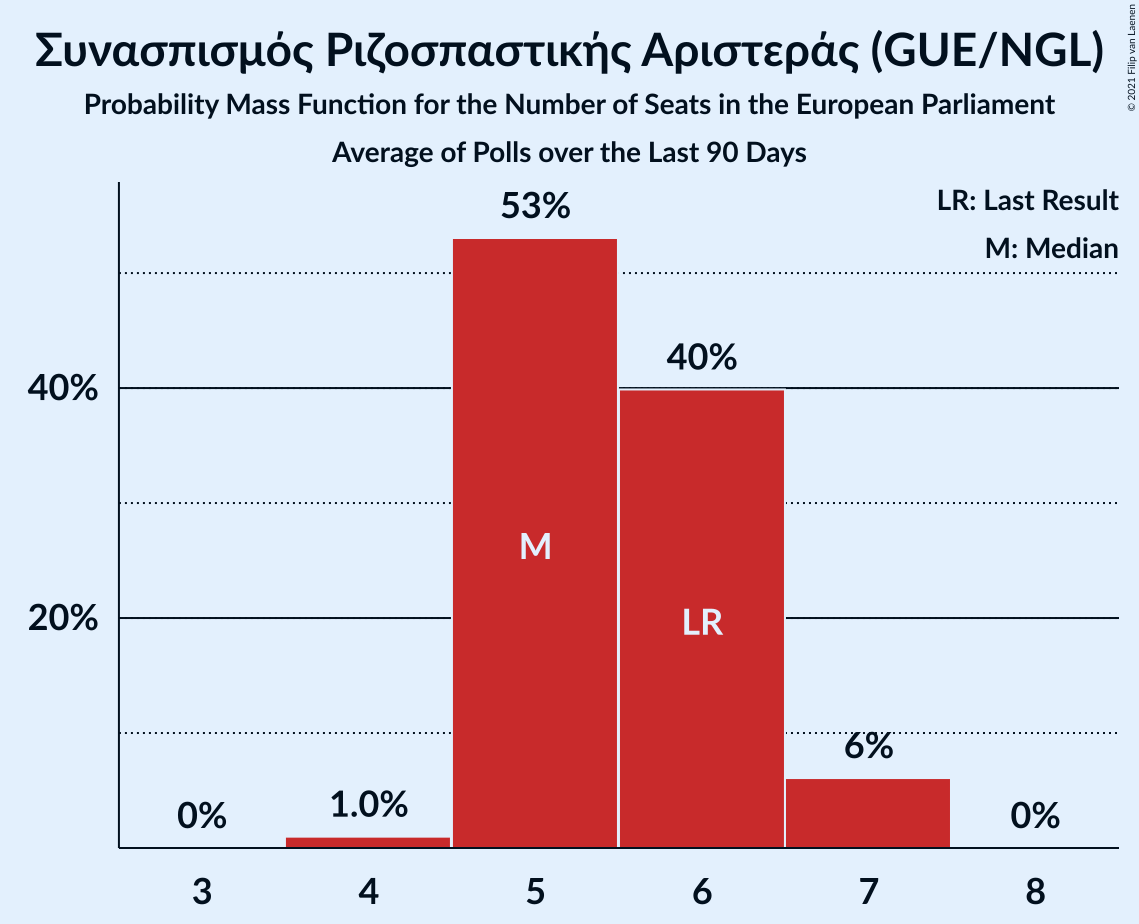 Συνασπισμός Ριζοσπαστικής Αριστεράς (GUE/NGL)
Probability Mass Function for the Number of Seats in the European Parliament
Average of Polls over the Last 90 Days
© 2021 Filip van Laenen
LR: Last Result
M: Median
53%
40%
40%
M
20%
LR
6%
1.0%
0%
0%
3 4 5 6 7 8